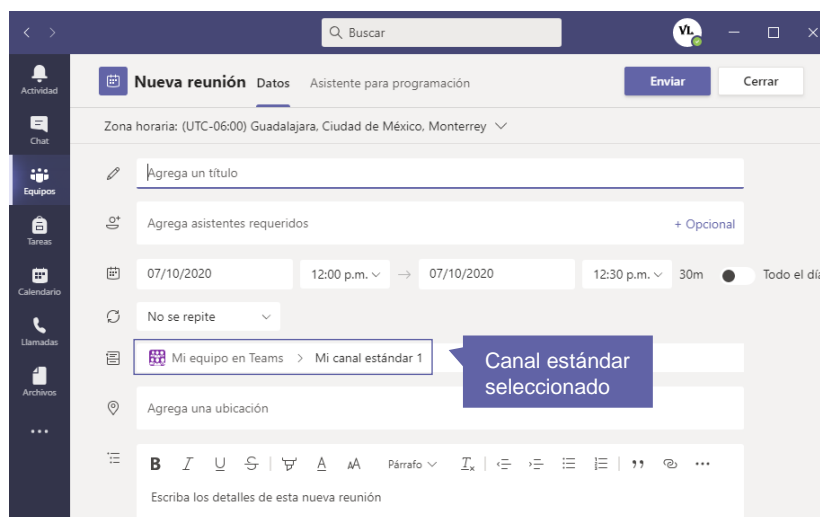 Buscar
VL
Actividad
Chat
Equipos
Tareas
Calendario
Llamadas
Archivos
Nueva reunión Datos Asistente para programación Enviar Cerrar
Zona horaria: (UTC-06:00) Guadalajara, Ciudad de México, Monterrey
Agrega un título
Agrega asistentes requeridos + Opcional
07/10/2020 12:00 p.m. → 07/10/2020 12:30 p.m. 30m Todo el día
No se repite
Mi equipo en Teams > Mi canal estándar 1
Canal estándar
seleccionado
Agrega una ubicación
B I U S A AA Párrafo Tx
Escriba los detalles de esta nueva reunión